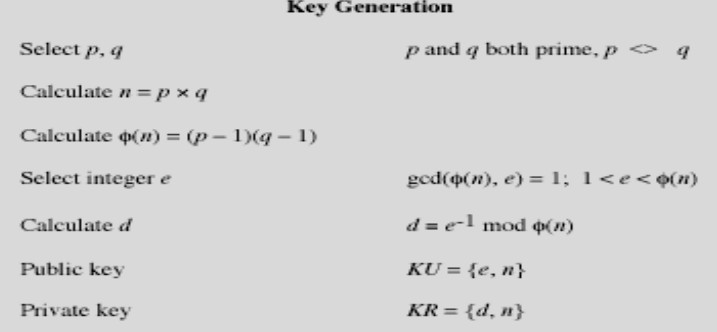 Key Generation
Select p, q p and q both prime, p <> q
Calculate n = p × q
Calculate ϕ(n) = (p – 1)(q – 1)
Select integer e gcd(ϕ(n), e) = 1; 1 < e < ϕ(n)
Calculate d d = e⁻¹ mod ϕ(n)
Public key KU = {e, n}
Private key KR = {d, n}